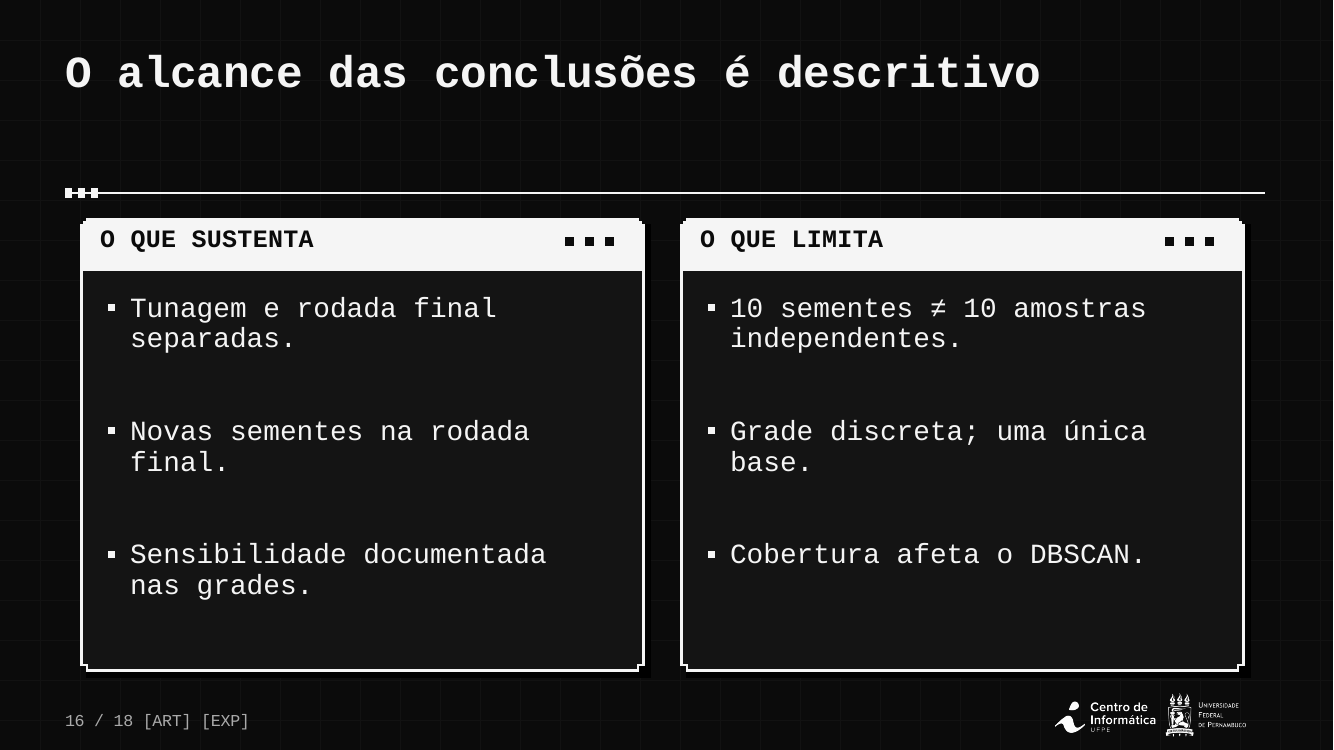 O alcance das conclusões é descritivo
O QUE SUSTENTA
Tunagem e rodada final
separadas.
Novas sementes na rodada
final.
Sensibilidade documentada
nas grades.
O QUE LIMITA
10 sementes ≠ 10 amostras
independentes.
Grade discreta; uma única
base.
Cobertura afeta o DBSCAN.
16 / 18 [ART] [EXP]
Centro de
Informática
UFPE
Universidade
Federal
de Pernambuco